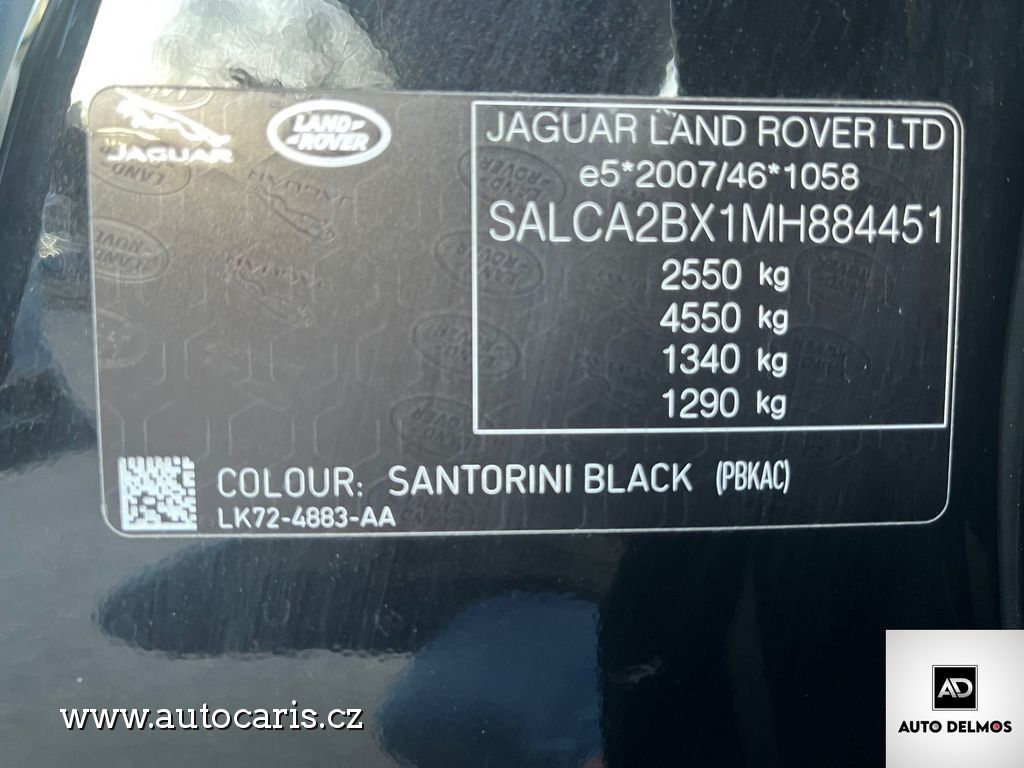 JAGUAR
LAND
ROVER
JAGUAR LAND ROVER LTD
e5*2007/46*1058
SALCA2BX1MH884451
2550 kg
4550 kg
1340 kg
1290 kg
COLOUR: SANTORINI BLACK (PBKAC)
LK72-4883-AA
www.autocaris.cz
AD
AUTO DELMOS